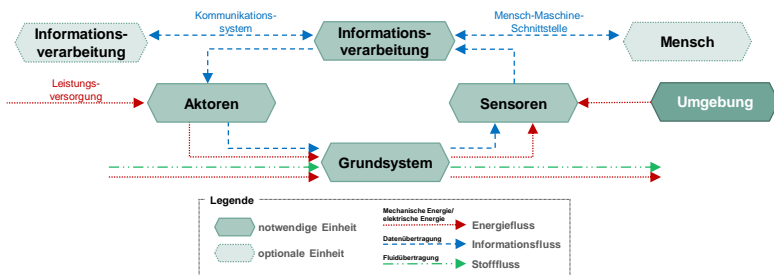 Informations-
verarbeitung
Kommunikations-
system
Informations-
verarbeitung
Mensch-Maschine-
Schnittstelle
Mensch
Leistungs-
versorgung
Aktoren
Sensoren
Umgebung
Grundsystem
Legende
notwendige Einheit
optionale Einheit
Mechanische Energie/
elektrische Energie
Energiefluss
Datenübertragung
Informationsfluss
Fluidübertragung
Stofffluss